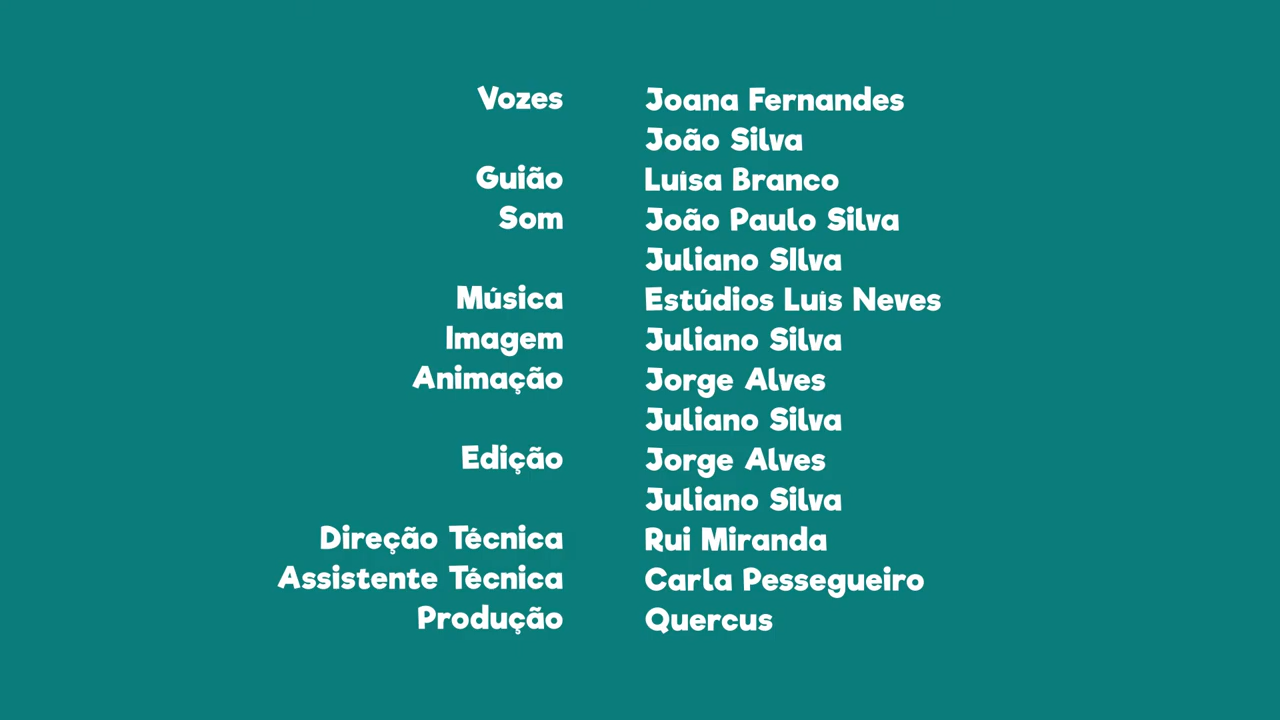 Vozes Joana Fernandes
João Silva
Guião Luísa Branco
Som João Paulo Silva
Juliano SIlva
Música Estúdios Luís Neves
Imagem Juliano Silva
Animação Jorge Alves
Juliano Silva
Edição Jorge Alves
Juliano Silva
Direção Técnica Rui Miranda
Assistente Técnica Carla Pessegueiro
Produção Quercus